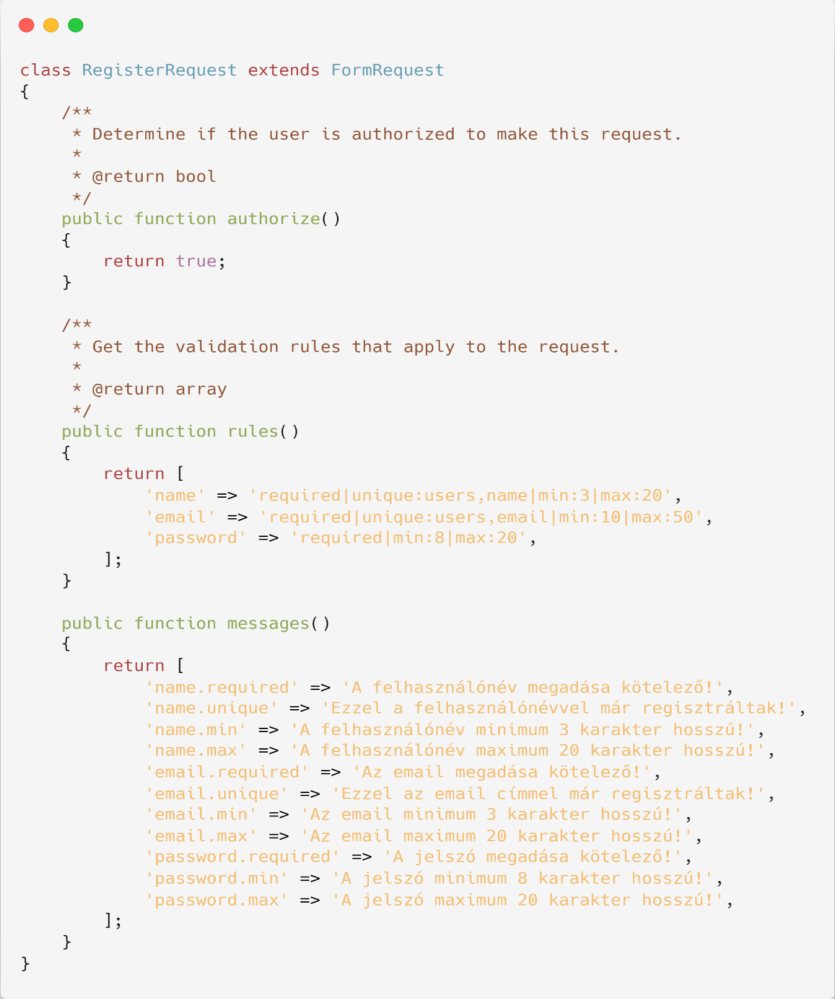 class RegisterRequest extends FormRequest
{
    /**
     * Determine if the user is authorized to make this request.
     *
     * @return bool
     */
    public function authorize()
    {
        return true;
    }

    /**
     * Get the validation rules that apply to the request.
     *
     * @return array
     */
    public function rules()
    {
        return [
            'name' => 'required|unique:users,name|min:3|max:20',
            'email' => 'required|unique:users,email|min:10|max:50',
            'password' => 'required|min:8|max:20',
        ];
    }

    public function messages()
    {
        return [
            'name.required' => 'A felhasználónév megadása kötelező!',
            'name.unique' => 'Ezzel a felhasználónévvel már regisztráltak!',
            'name.min' => 'A felhasználónév minimum 3 karakter hosszú!',
            'name.max' => 'A felhasználónév maximum 20 karakter hosszú!',
            'email.required' => 'Az email megadása kötelező!',
            'email.unique' => 'Ezzel az email címmel már regisztráltak!',
            'email.min' => 'Az email minimum 3 karakter hosszú!',
            'email.max' => 'Az email maximum 20 karakter hosszú!',
            'password.required' => 'A jelszó megadása kötelező!',
            'password.min' => 'A jelszó minimum 8 karakter hosszú!',
            'password.max' => 'A jelszó maximum 20 karakter hosszú!',
        ];
    }
}